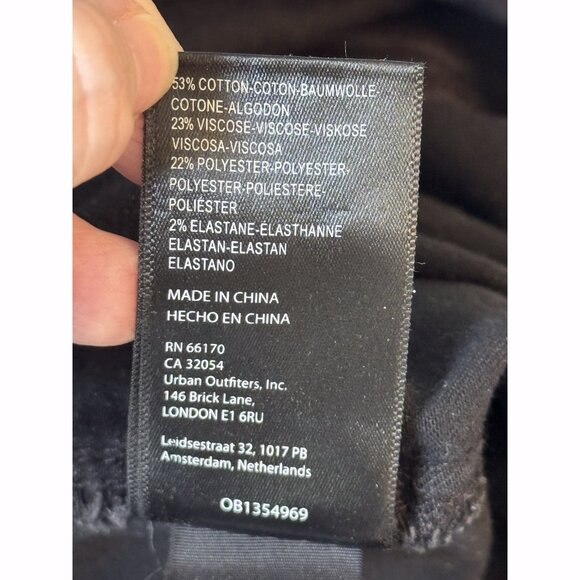 53% COTTON-COTON-BAUMWOLLE-
COTONE-ALGODÓN
23% VISCOSE-VISCOSE-VISKOSE
VISCOSA-VISCOSA
22% POLYESTER-POLYESTER-
POLYESTER-POLIESTERE-
POLIÉSTER
2% ELASTANE-ÉLASTHANNE
ELASTAN-ELASTAN
ELASTANO
MADE IN CHINA
HECHO EN CHINA
RN 66170
CA 32054
Urban Outfitters, Inc.
146 Brick Lane,
LONDON E1 6RU
Leidsestraat 32, 1017 PB
Amsterdam, Netherlands
OB1354969